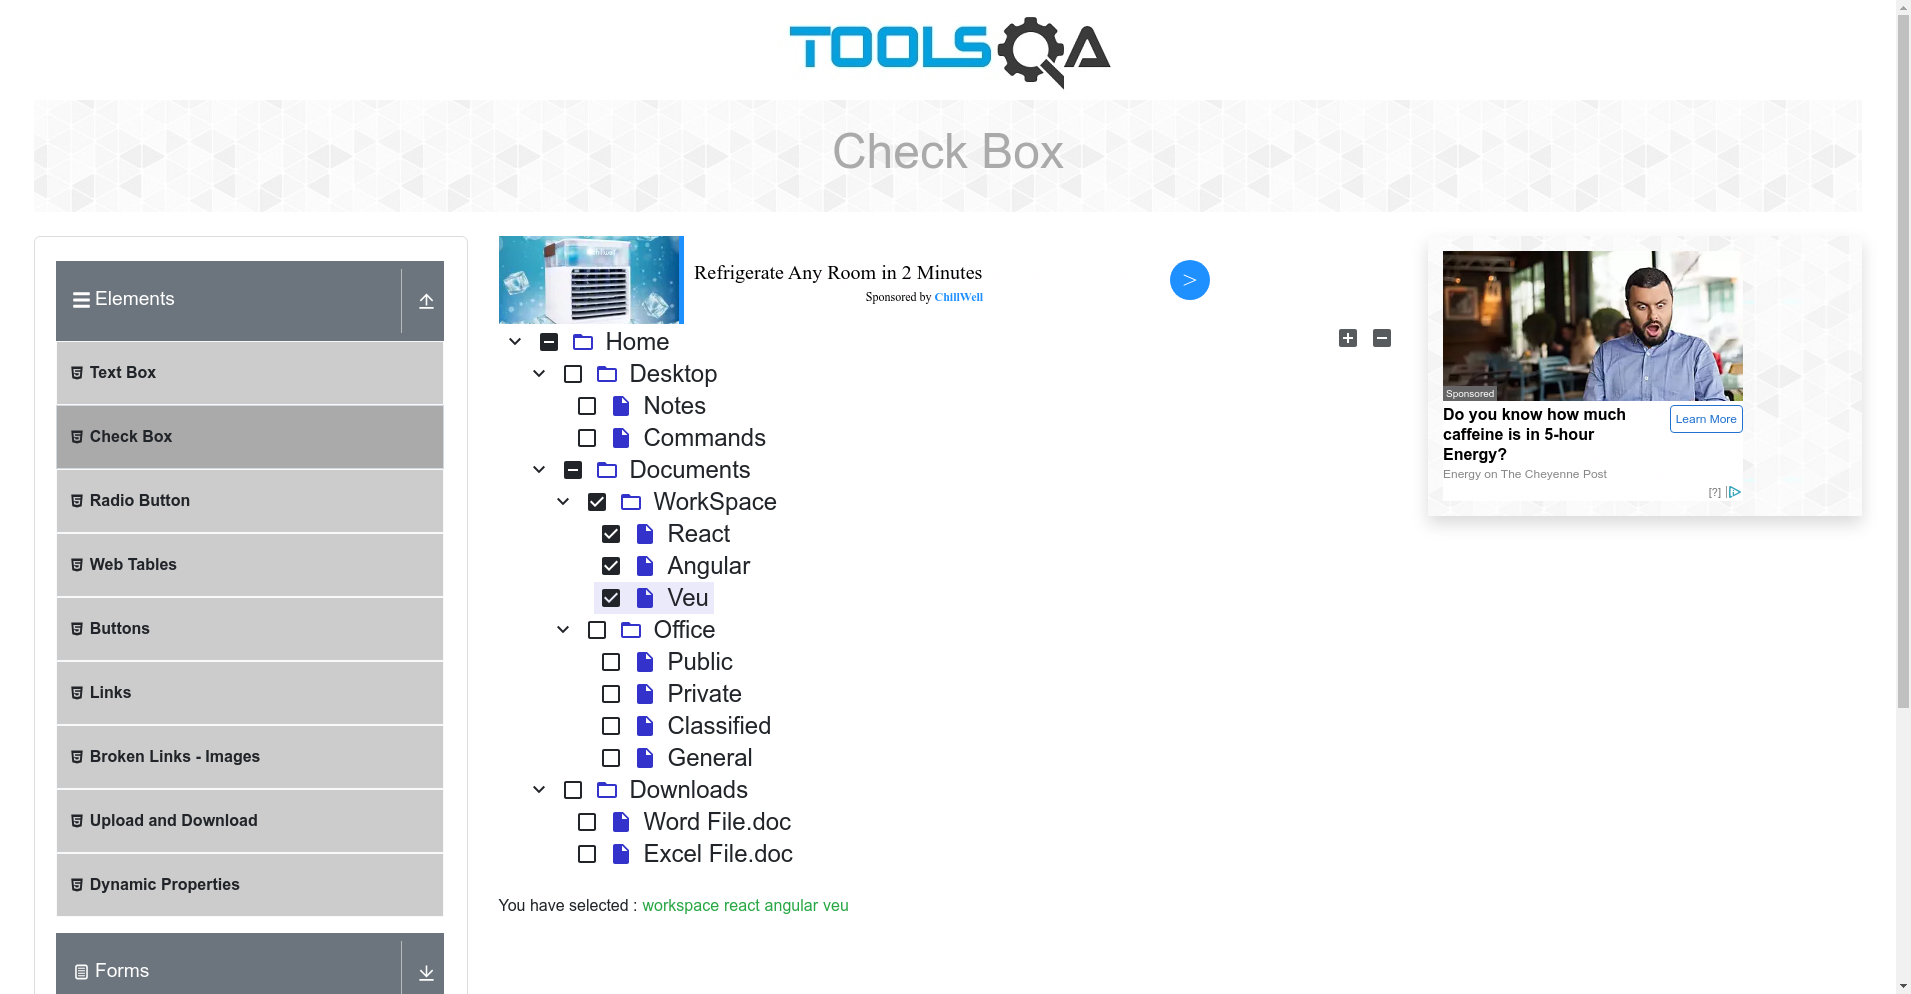 TOOLSQA
Check Box
Elements
Text Box
Check Box
Radio Button
Web Tables
Buttons
Links
Broken Links - Images
Upload and Download
Dynamic Properties
Forms
Refrigerate Any Room in 2 Minutes
Sponsored by ChillWell
>
Home
Desktop
Notes
Commands
Documents
WorkSpace
React
Angular
Veu
Office
Public
Private
Classified
General
Downloads
Word File.doc
Excel File.doc
You have selected : workspace react angular veu
Sponsored
Do you know how much
caffeine is in 5-hour
Energy?
Learn More
Energy on The Cheyenne Post
[?]